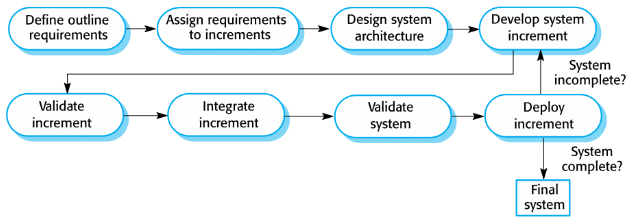 Define outline
requirements
Assign requirements
to increments
Design system
architecture
Develop system
increment
System
incomplete?
Validate
increment
Integrate
increment
Validate
system
Deploy
increment
System
complete?
Final
system